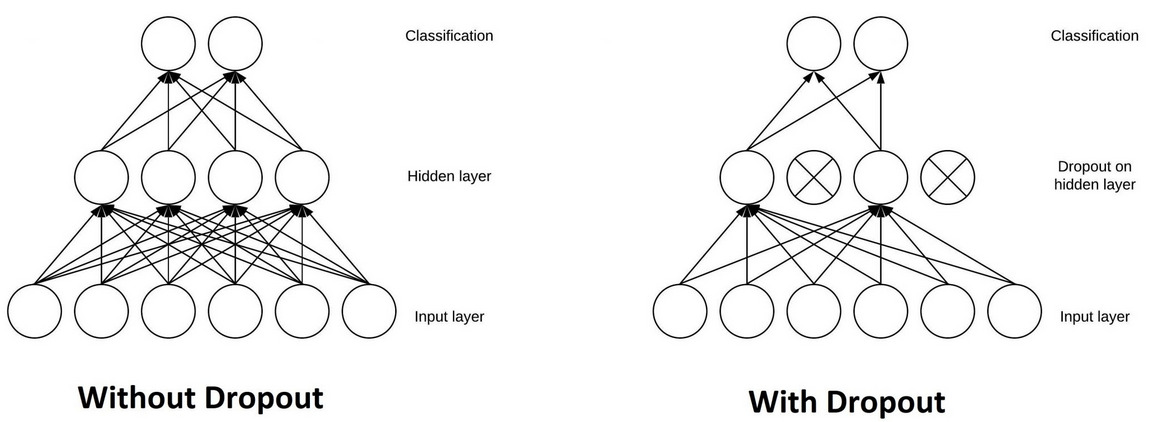 Classification
Hidden layer
Input layer
Without Dropout
Classification
Dropout on
hidden layer
Input layer
With Dropout